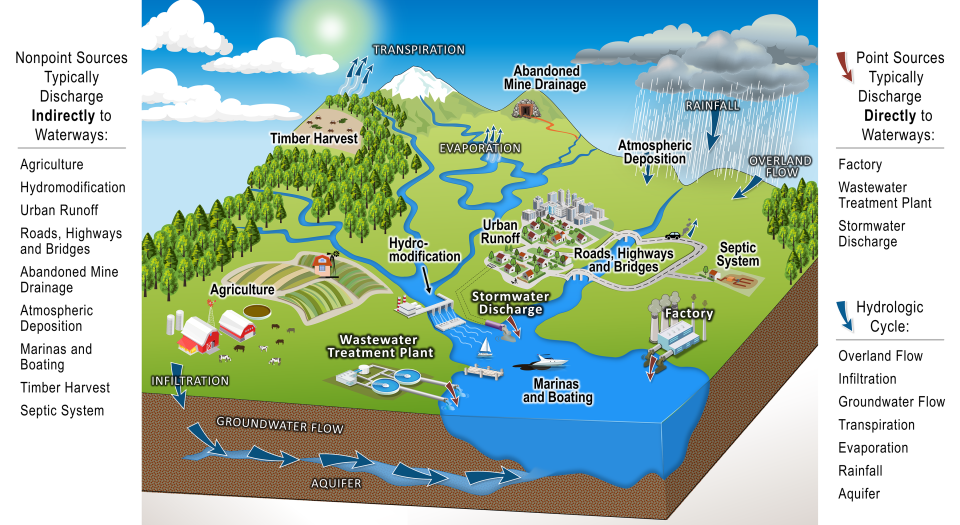 Nonpoint Sources
Typically
Discharge
Indirectly to
Waterways:
Agriculture
Hydromodification
Urban Runoff
Roads, Highways
and Bridges
Abandoned Mine
Drainage
Atmospheric
Deposition
Marinas and
Boating
Timber Harvest
Septic System
TRANSPIRATION
Abandoned
Mine Drainage
RAINFALL
Timber Harvest
EVAPORATION
Atmospheric
Deposition
OVERLAND
FLOW
Urban
Runoff
Hydro-
modification
Roads, Highways
and Bridges
Septic
System
Agriculture
Stormwater
Discharge
Factory
Wastewater
Treatment Plant
INFILTRATION
Marinas
and Boating
GROUNDWATER FLOW
AQUIFER
Point Sources
Typically
Discharge
Directly to
Waterways:
Factory
Wastewater
Treatment Plant
Stormwater
Discharge
Hydrologic
Cycle:
Overland Flow
Infiltration
Groundwater Flow
Transpiration
Evaporation
Rainfall
Aquifer